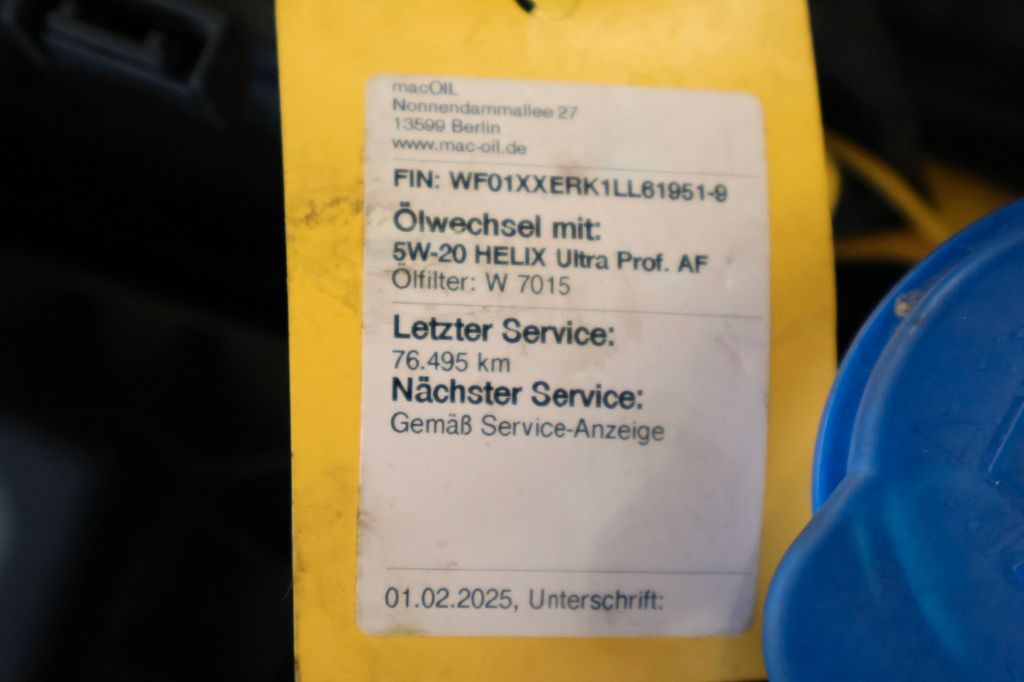 macOIL
Nonnendammallee 27
13599 Berlin
www.mac-oil.de
FIN: WF01XXERK1LL61951-9
Ölwechsel mit:
5W-20 HELIX Ultra Prof. AF
Ölfilter: W 7015
Letzter Service:
76.495 km
Nächster Service:
Gemäß Service-Anzeige
01.02.2025, Unterschrift: